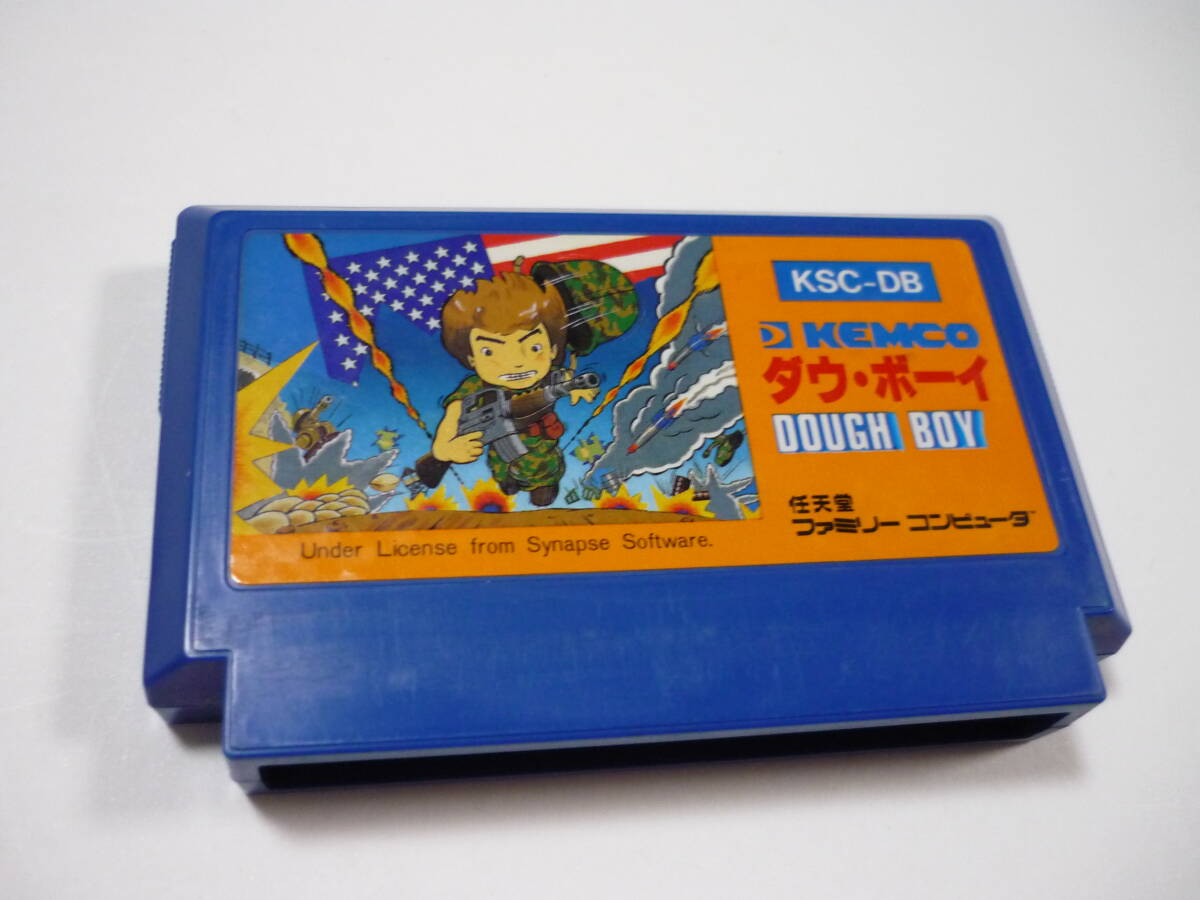 KSC-DB
KEMCO
ダウ・ボーイ
DOUGH BOY
任天堂
ファミリー コンピュータ
Under License from Synapse Software.